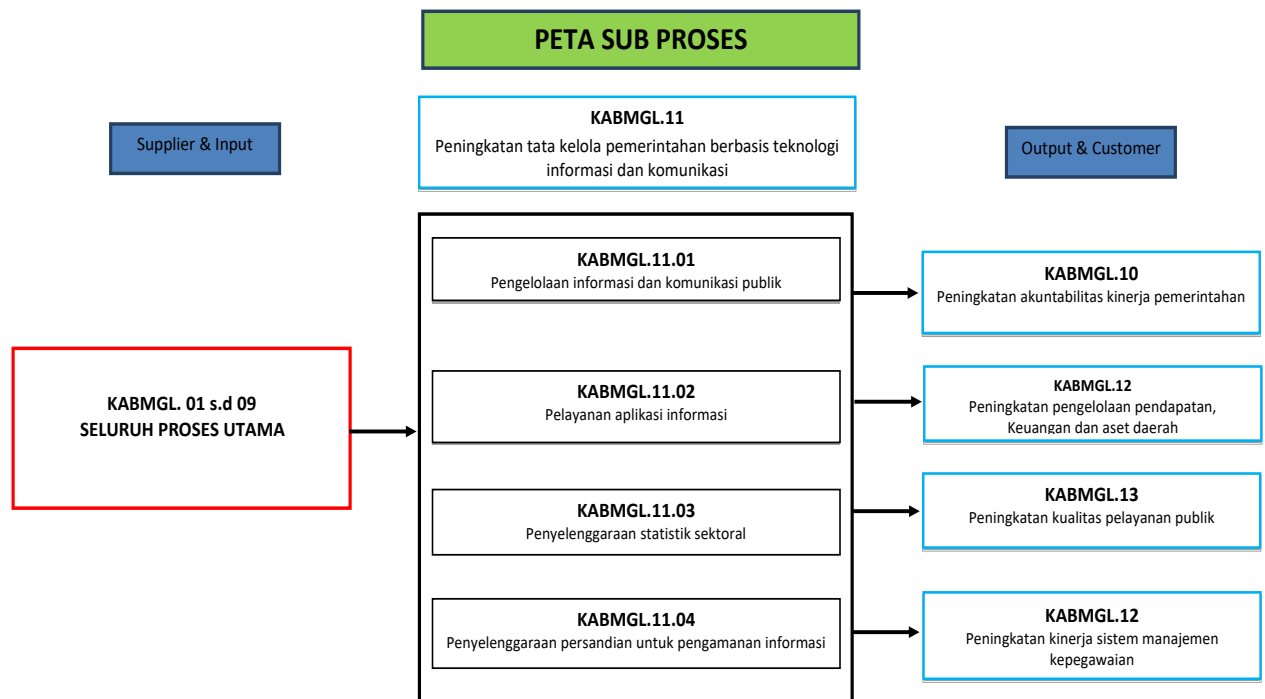 PETA SUB PROSES
KABMGL.11
Peningkatan tata kelola pemerintahan berbasis teknologi
informasi dan komunikasi
Supplier & Input
Output & Customer
KABMGL. 01 s.d 09
SELURUH PROSES UTAMA
KABMGL.11.01
Pengelolaan informasi dan komunikasi publik
KABMGL.11.02
Pelayanan aplikasi informasi
KABMGL.11.03
Penyelenggaraan statistik sektoral
KABMGL.11.04
Penyelenggaraan persandian untuk pengamanan informasi
KABMGL.10
Peningkatan akuntabilitas kinerja pemerintahan
KABMGL.12
Peningkatan pengelolaan pendapatan,
Keuangan dan aset daerah
KABMGL.13
Peningkatan kualitas pelayanan publik
KABMGL.12
Peningkatan kinerja sistem manajemen
kepegawaian